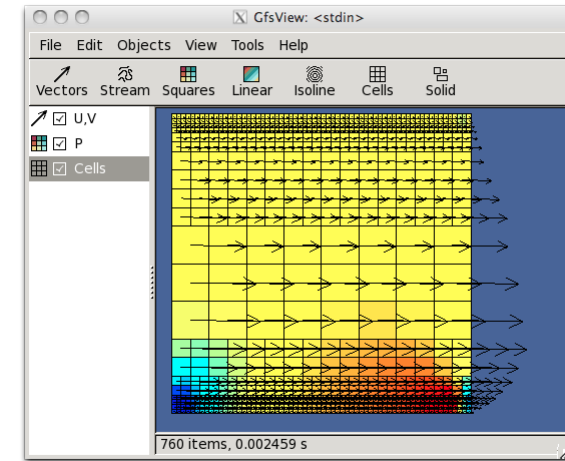 GfsView: <stdin>
File Edit Objects View Tools Help
Vectors Stream Squares Linear Isoline Cells Solid
U,V
P
Cells
760 items, 0.002459 s